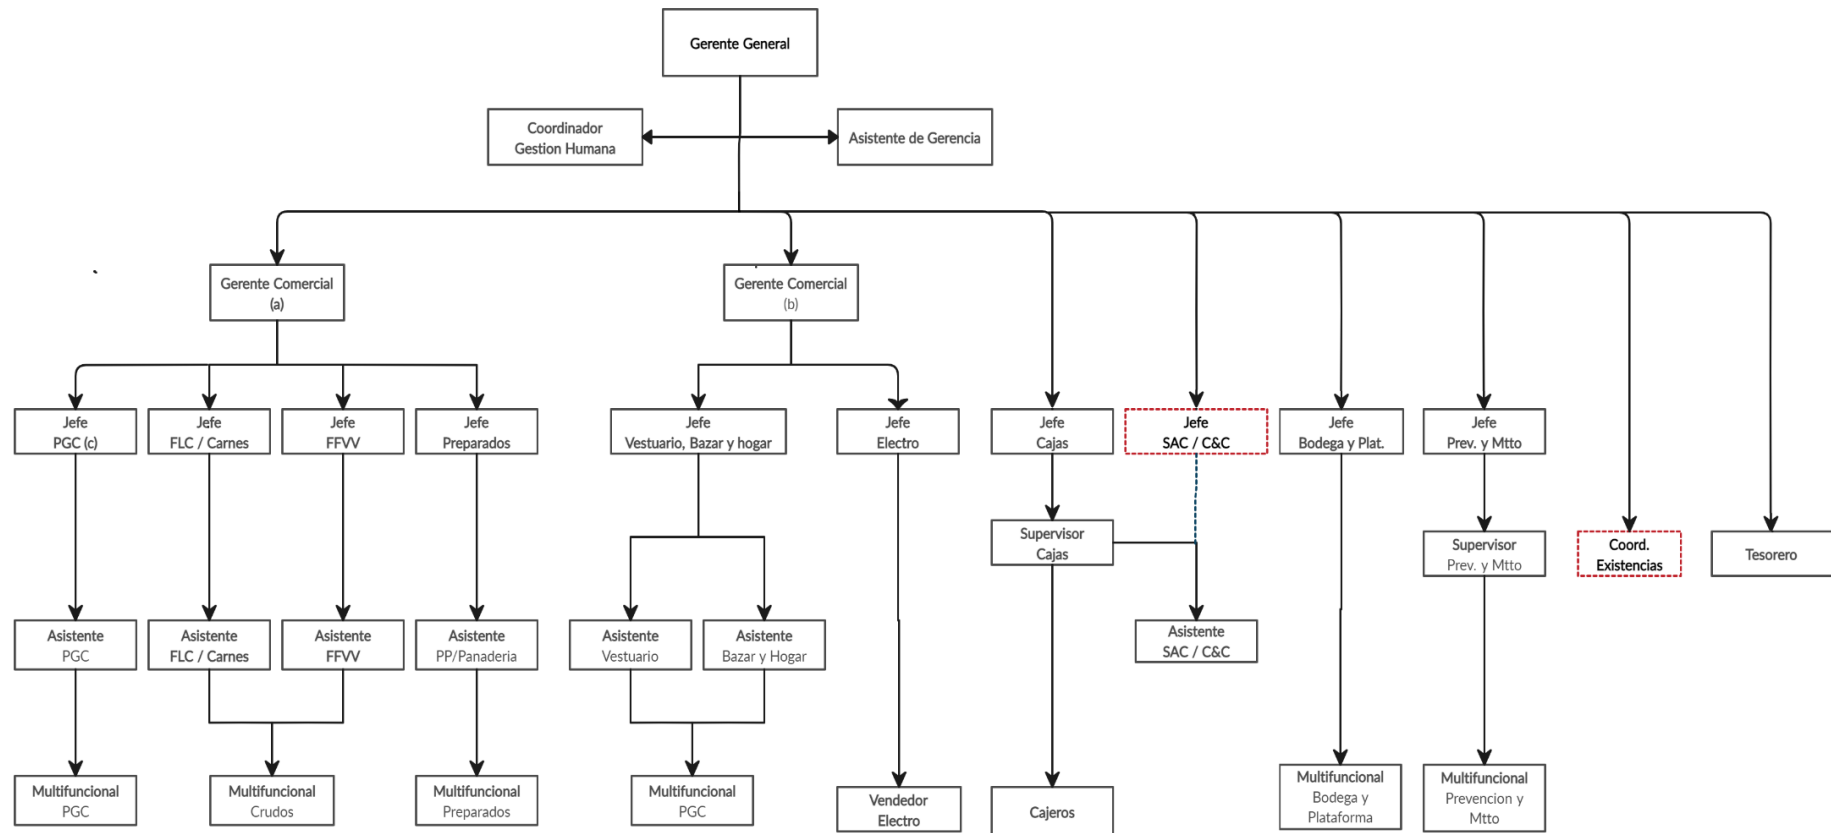 Gerente General
Coordinador
Gestion Humana
Asistente de Gerencia
Gerente Comercial
(a)
Gerente Comercial
(b)
Jefe
PGC (c)
Jefe
FLC / Carnes
Jefe
FFVV
Jefe
Preparados
Jefe
Vestuario, Bazar y hogar
Jefe
Electro
Jefe
Cajas
Jefe
SAC / C&C
Jefe
Bodega y Plat.
Jefe
Prev. y Mtto
Supervisor
Cajas
Supervisor
Prev. y Mtto
Coord.
Existencias
Tesorero
Asistente
PGC
Asistente
FLC / Carnes
Asistente
FFVV
Asistente
PP/Panaderia
Asistente
Vestuario
Asistente
Bazar y Hogar
Asistente
SAC / C&C
Multifuncional
PGC
Multifuncional
Crudos
Multifuncional
Preparados
Multifuncional
PGC
Vendedor
Electro
Cajeros
Multifuncional
Bodega y
Plataforma
Multifuncional
Prevencion y
Mtto